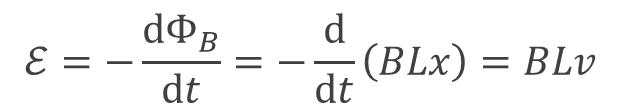 ℰ = −dΦ_B/dt = −d/dt (BLx) = BLv